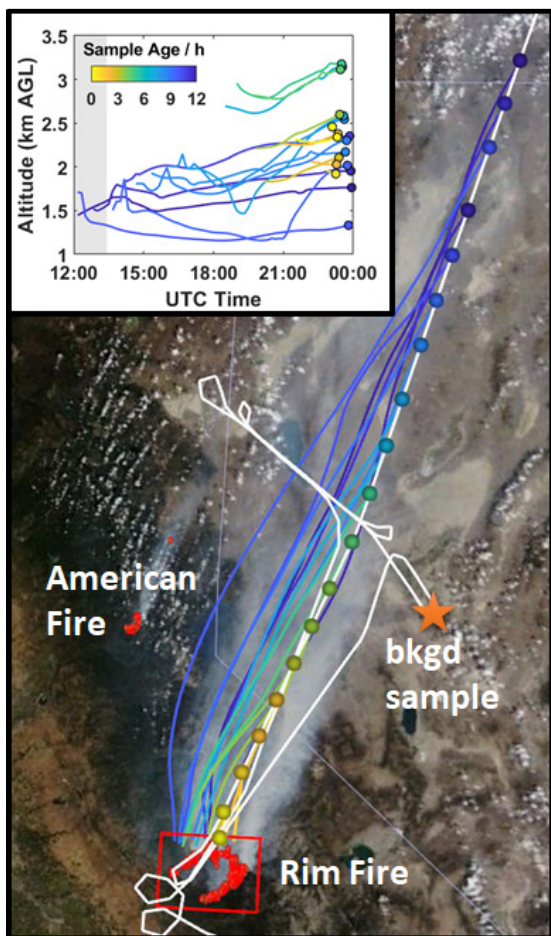 Sample Age / h
0 3 6 9 12
Altitude (km AGL)
3.5
3
2.5
2
1.5
1
12:00 15:00 18:00 21:00 00:00
UTC Time
American
Fire
bkgd
sample
Rim Fire